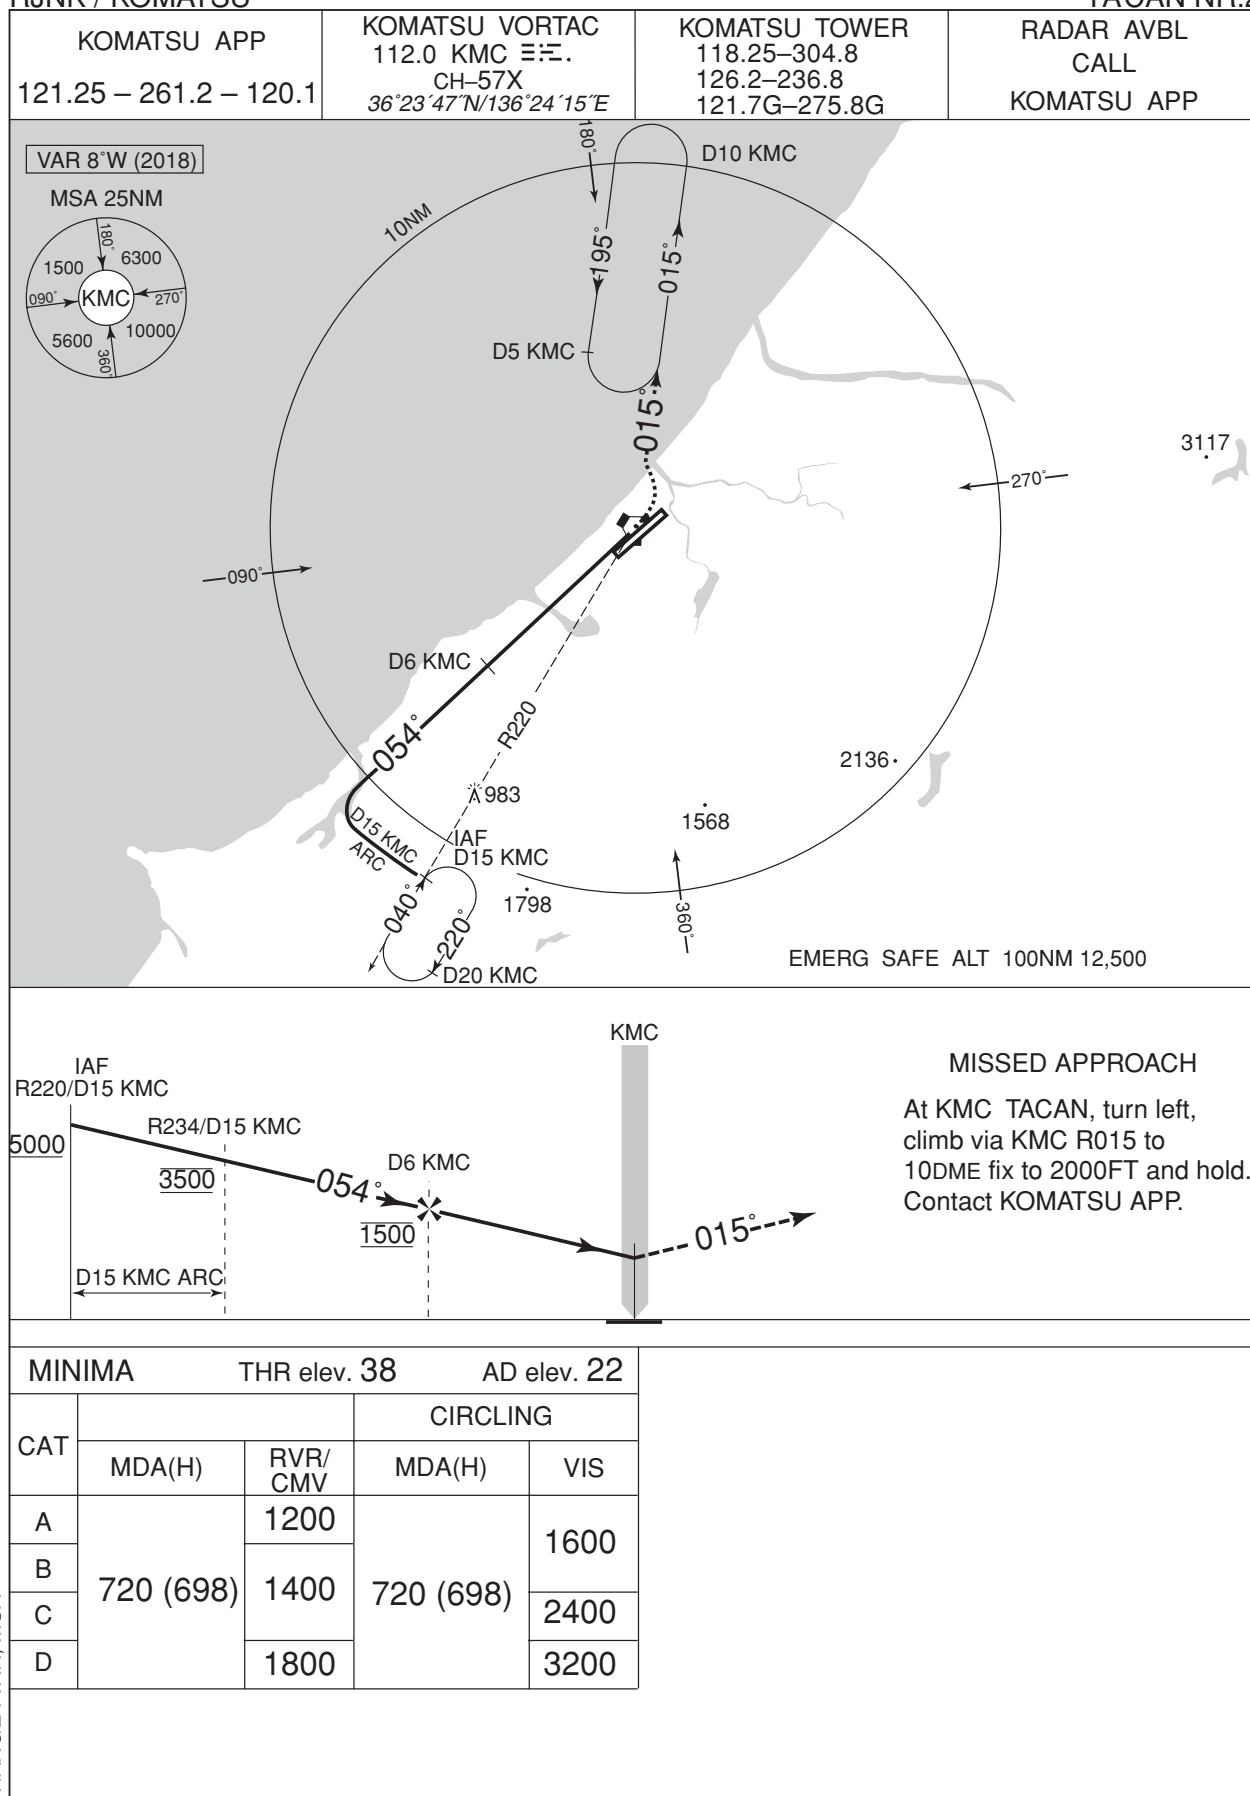 RJNK / KOMATSU
TACAN NR.
KOMATSU APP
121.25 – 261.2 – 120.1
KOMATSU VORTAC
112.0 KMC
CH–57X
36˚23´47˝N/136˚24´15˝E
KOMATSU TOWER
118.25–304.8
126.2–236.8
121.7G–275.8G
RADAR AVBL
CALL
KOMATSU APP
VAR 8˚W (2018)
MSA 25NM
180˚
1500
6300
090˚
KMC
270˚
5600
10000
360˚
10NM
180˚
D10 KMC
195˚
015˚
D5 KMC
015˚
3117
270˚
090˚
D6 KMC
R220
054˚
2136
983
1568
D15 KMC
ARC
IAF
D15 KMC
1798
040˚
220˚
360˚
D20 KMC
EMERG SAFE ALT 100NM 12,500
KMC
IAF
R220/D15 KMC
5000
R234/D15 KMC
3500
054˚
D6 KMC
1500
015˚
D15 KMC ARC
MISSED APPROACH
At KMC TACAN, turn left,
climb via KMC R015 to
10DME fix to 2000FT and hold.
Contact KOMATSU APP.
MINIMA THR elev. 38 AD elev. 22
CAT
CIRCLING
MDA(H)
RVR/
CMV
MDA(H)
VIS
A
1200
1600
B
720 (698)
1400
720 (698)
C
2400
D
1800
3200